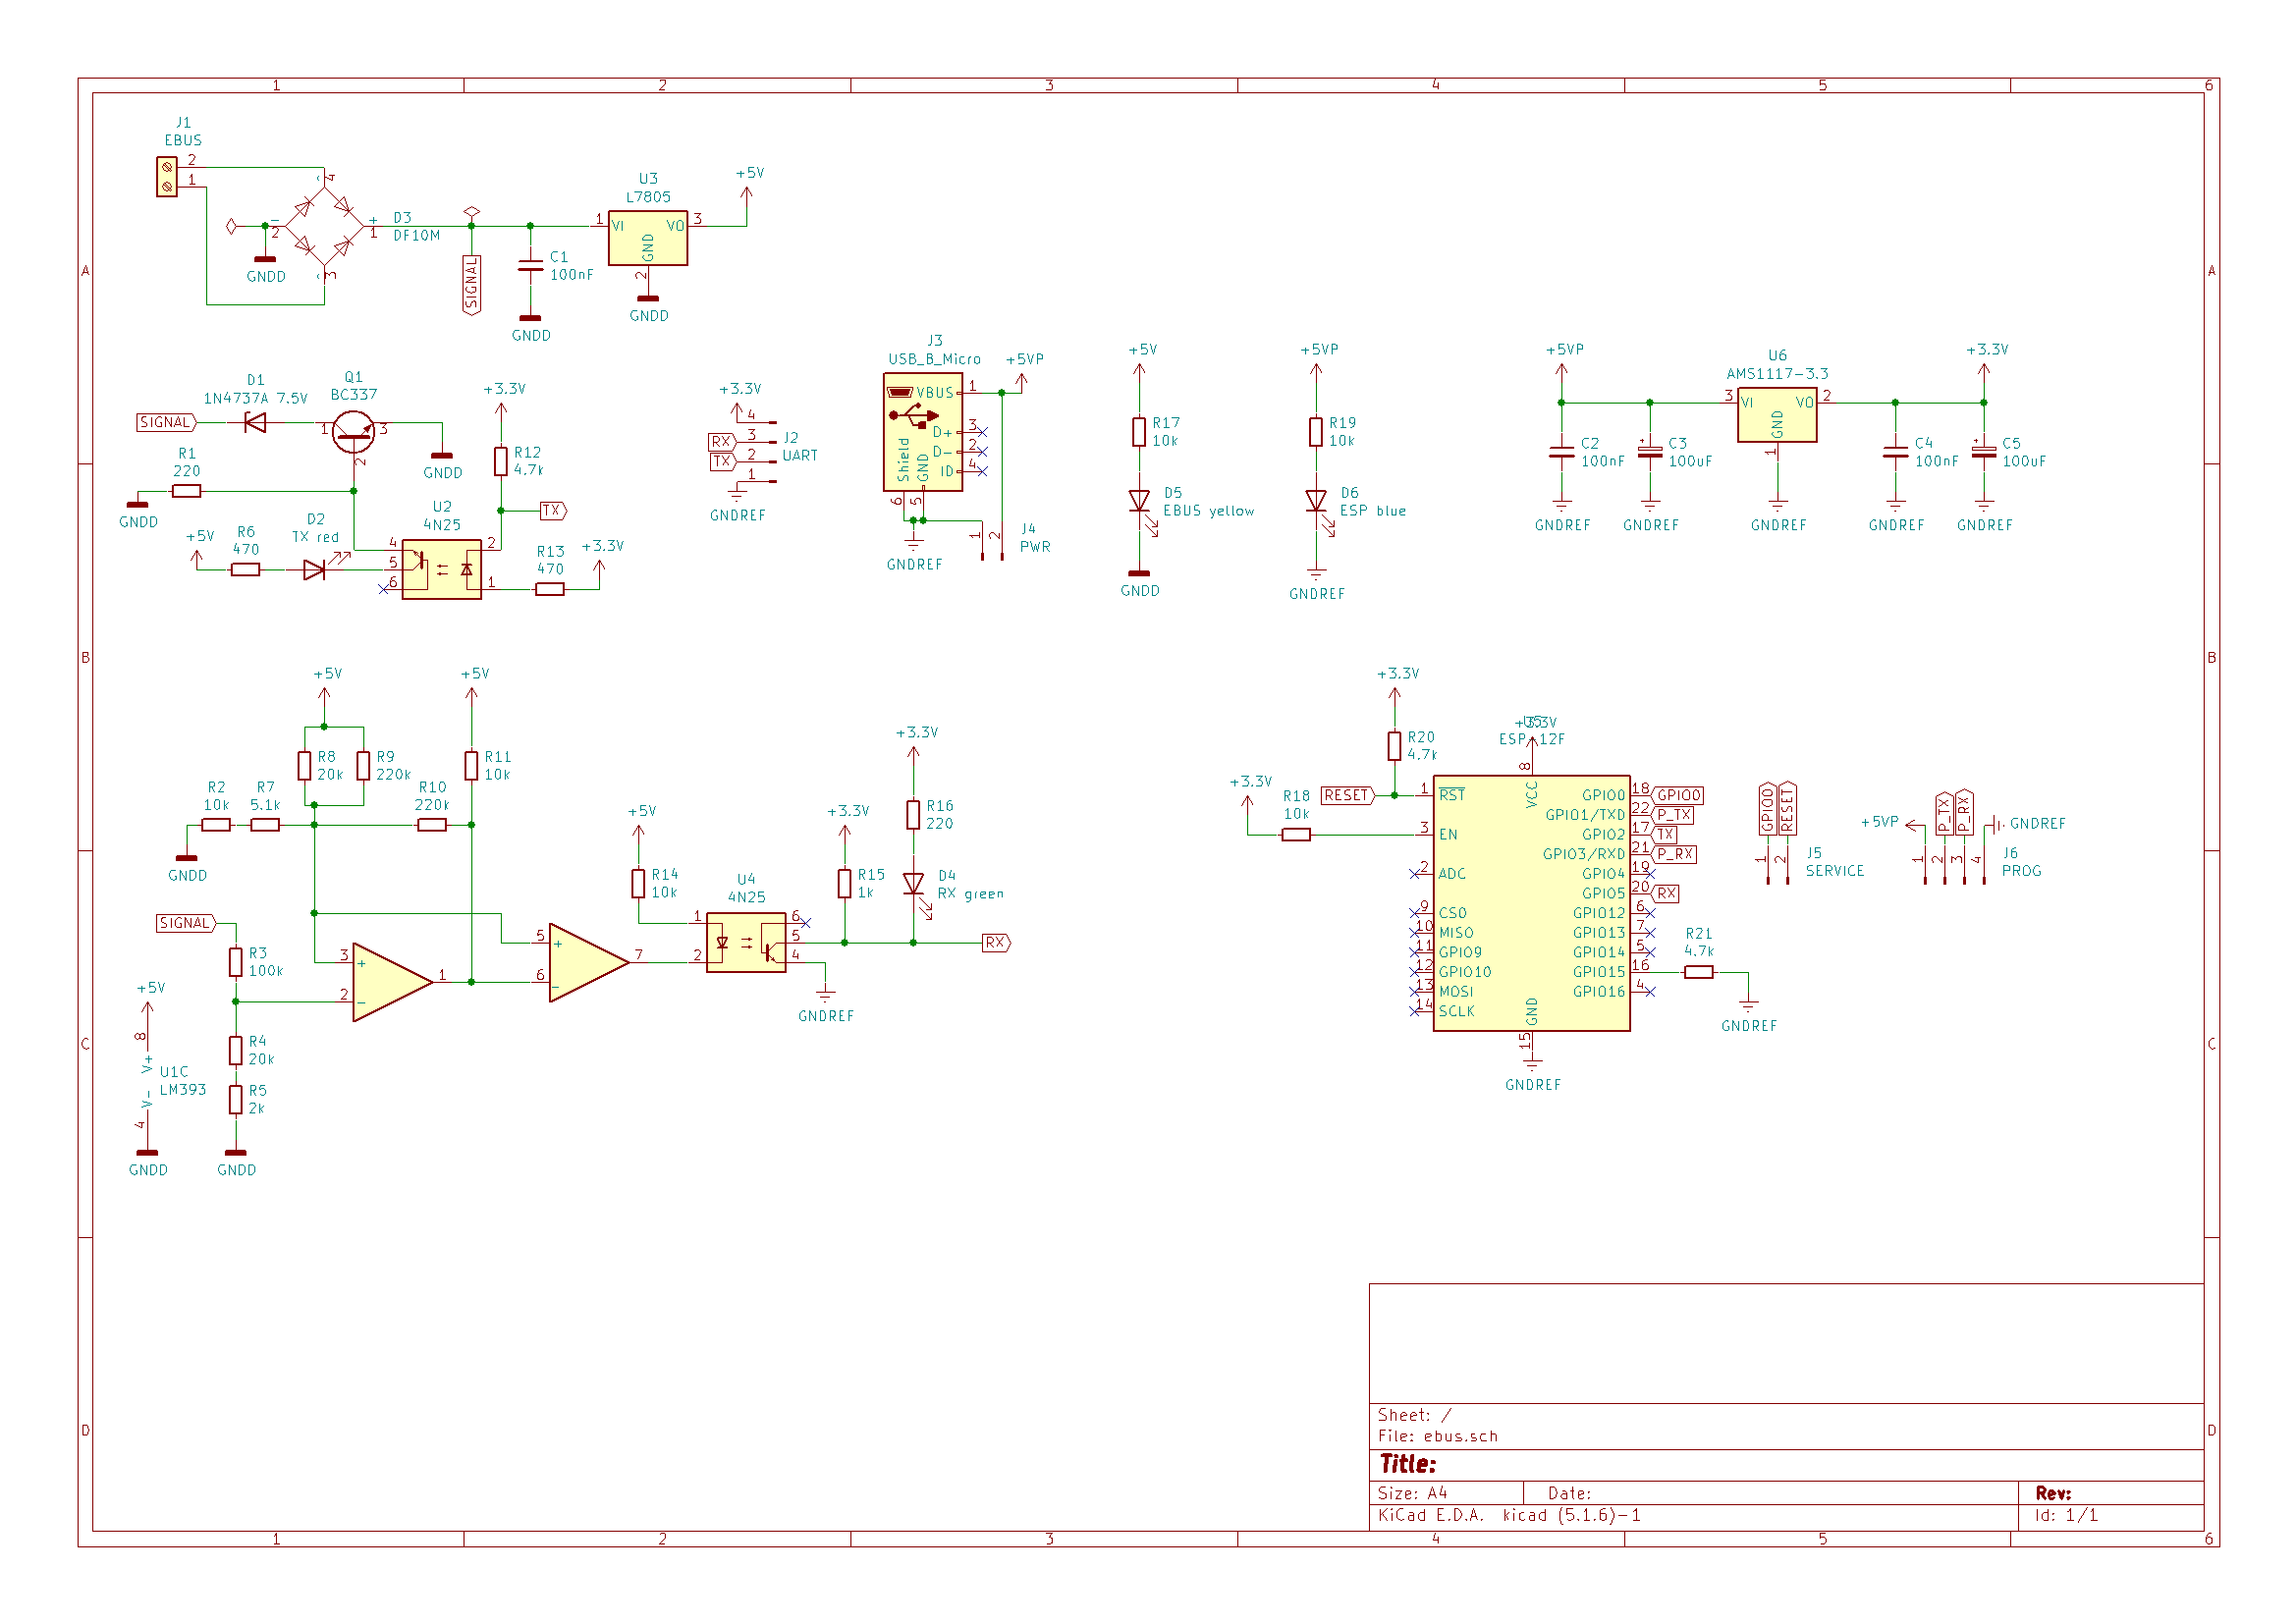 1 2 3 4 5 6
A
B
C
D
A
B
C
D
1 2 3 4 5 6
J1
EBUS
2
1
4
3
-
2
+
1
D3
DF10M
GNDD
SIGNAL
C1
100nF
GNDD
U3
L7805
1 VI VO 3
GND
2
GNDD
+5V
D1
1N4737A 7.5V
Q1
BC337
SIGNAL
1
3
2
GNDD
R1
220
GNDD
+5V
R6
470
D2
TX red
U2
4N25
4
5
6
2
1
+3.3V
R12
4.7k
TX
R13
470
+3.3V
+3.3V
4
RX 3
TX 2
1
J2
UART
GNDREF
J3
USB_B_Micro
+5VP
VBUS 1
D+ 3
D- 2
ID 4
Shield
GND
6
5
GNDREF
1
2
J4
PWR
+5V
R17
10k
D5
EBUS yellow
GNDD
+5VP
R19
10k
D6
ESP blue
GNDREF
+5VP
C2
100nF
GNDREF
+
C3
100uF
GNDREF
U6
AMS1117-3.3
3 VI VO 2
GND
1
GNDREF
C4
100nF
GNDREF
+3.3V
+
C5
100uF
GNDREF
+5V
R8
20k
R9
220k
+5V
R11
10k
R2
10k
R7
5.1k
R10
220k
GNDD
SIGNAL
R3
100k
R4
20k
R5
2k
GNDD
+5V
8
V+
U1C
LM393
V-
4
GNDD
3 +
2 -
1
5 +
6 -
7
+5V
R14
10k
U4
4N25
1
2
6
5
4
GNDREF
+3.3V
R15
1k
+3.3V
R16
220
D4
RX green
RX
+3.3V
R20
4.7k
RESET
+3.3V
R18
10k
U5
+3.3V
ESP-12F
8
VCC
1 RST
3 EN
2 ADC
9 CS0
10 MISO
11 GPIO9
12 GPIO10
13 MOSI
14 SCLK
GPIO0 18 GPIO0
GPIO1/TXD 22 P_TX
GPIO2 17 TX
GPIO3/RXD 21 P_RX
GPIO4 19
GPIO5 20 RX
GPIO12 6
GPIO13 7
GPIO14 5
GPIO15 16
GPIO16 4
GND
15
GNDREF
R21
4.7k
GNDREF
GPIO0
RESET
1
2
J5
SERVICE
+5VP
P_TX
P_RX
GNDREF
1
2
3
4
J6
PROG
Sheet: /
File: ebus.sch
Title:
Size: A4 Date: Rev:
KiCad E.D.A. kicad (5.1.6)-1 Id: 1/1